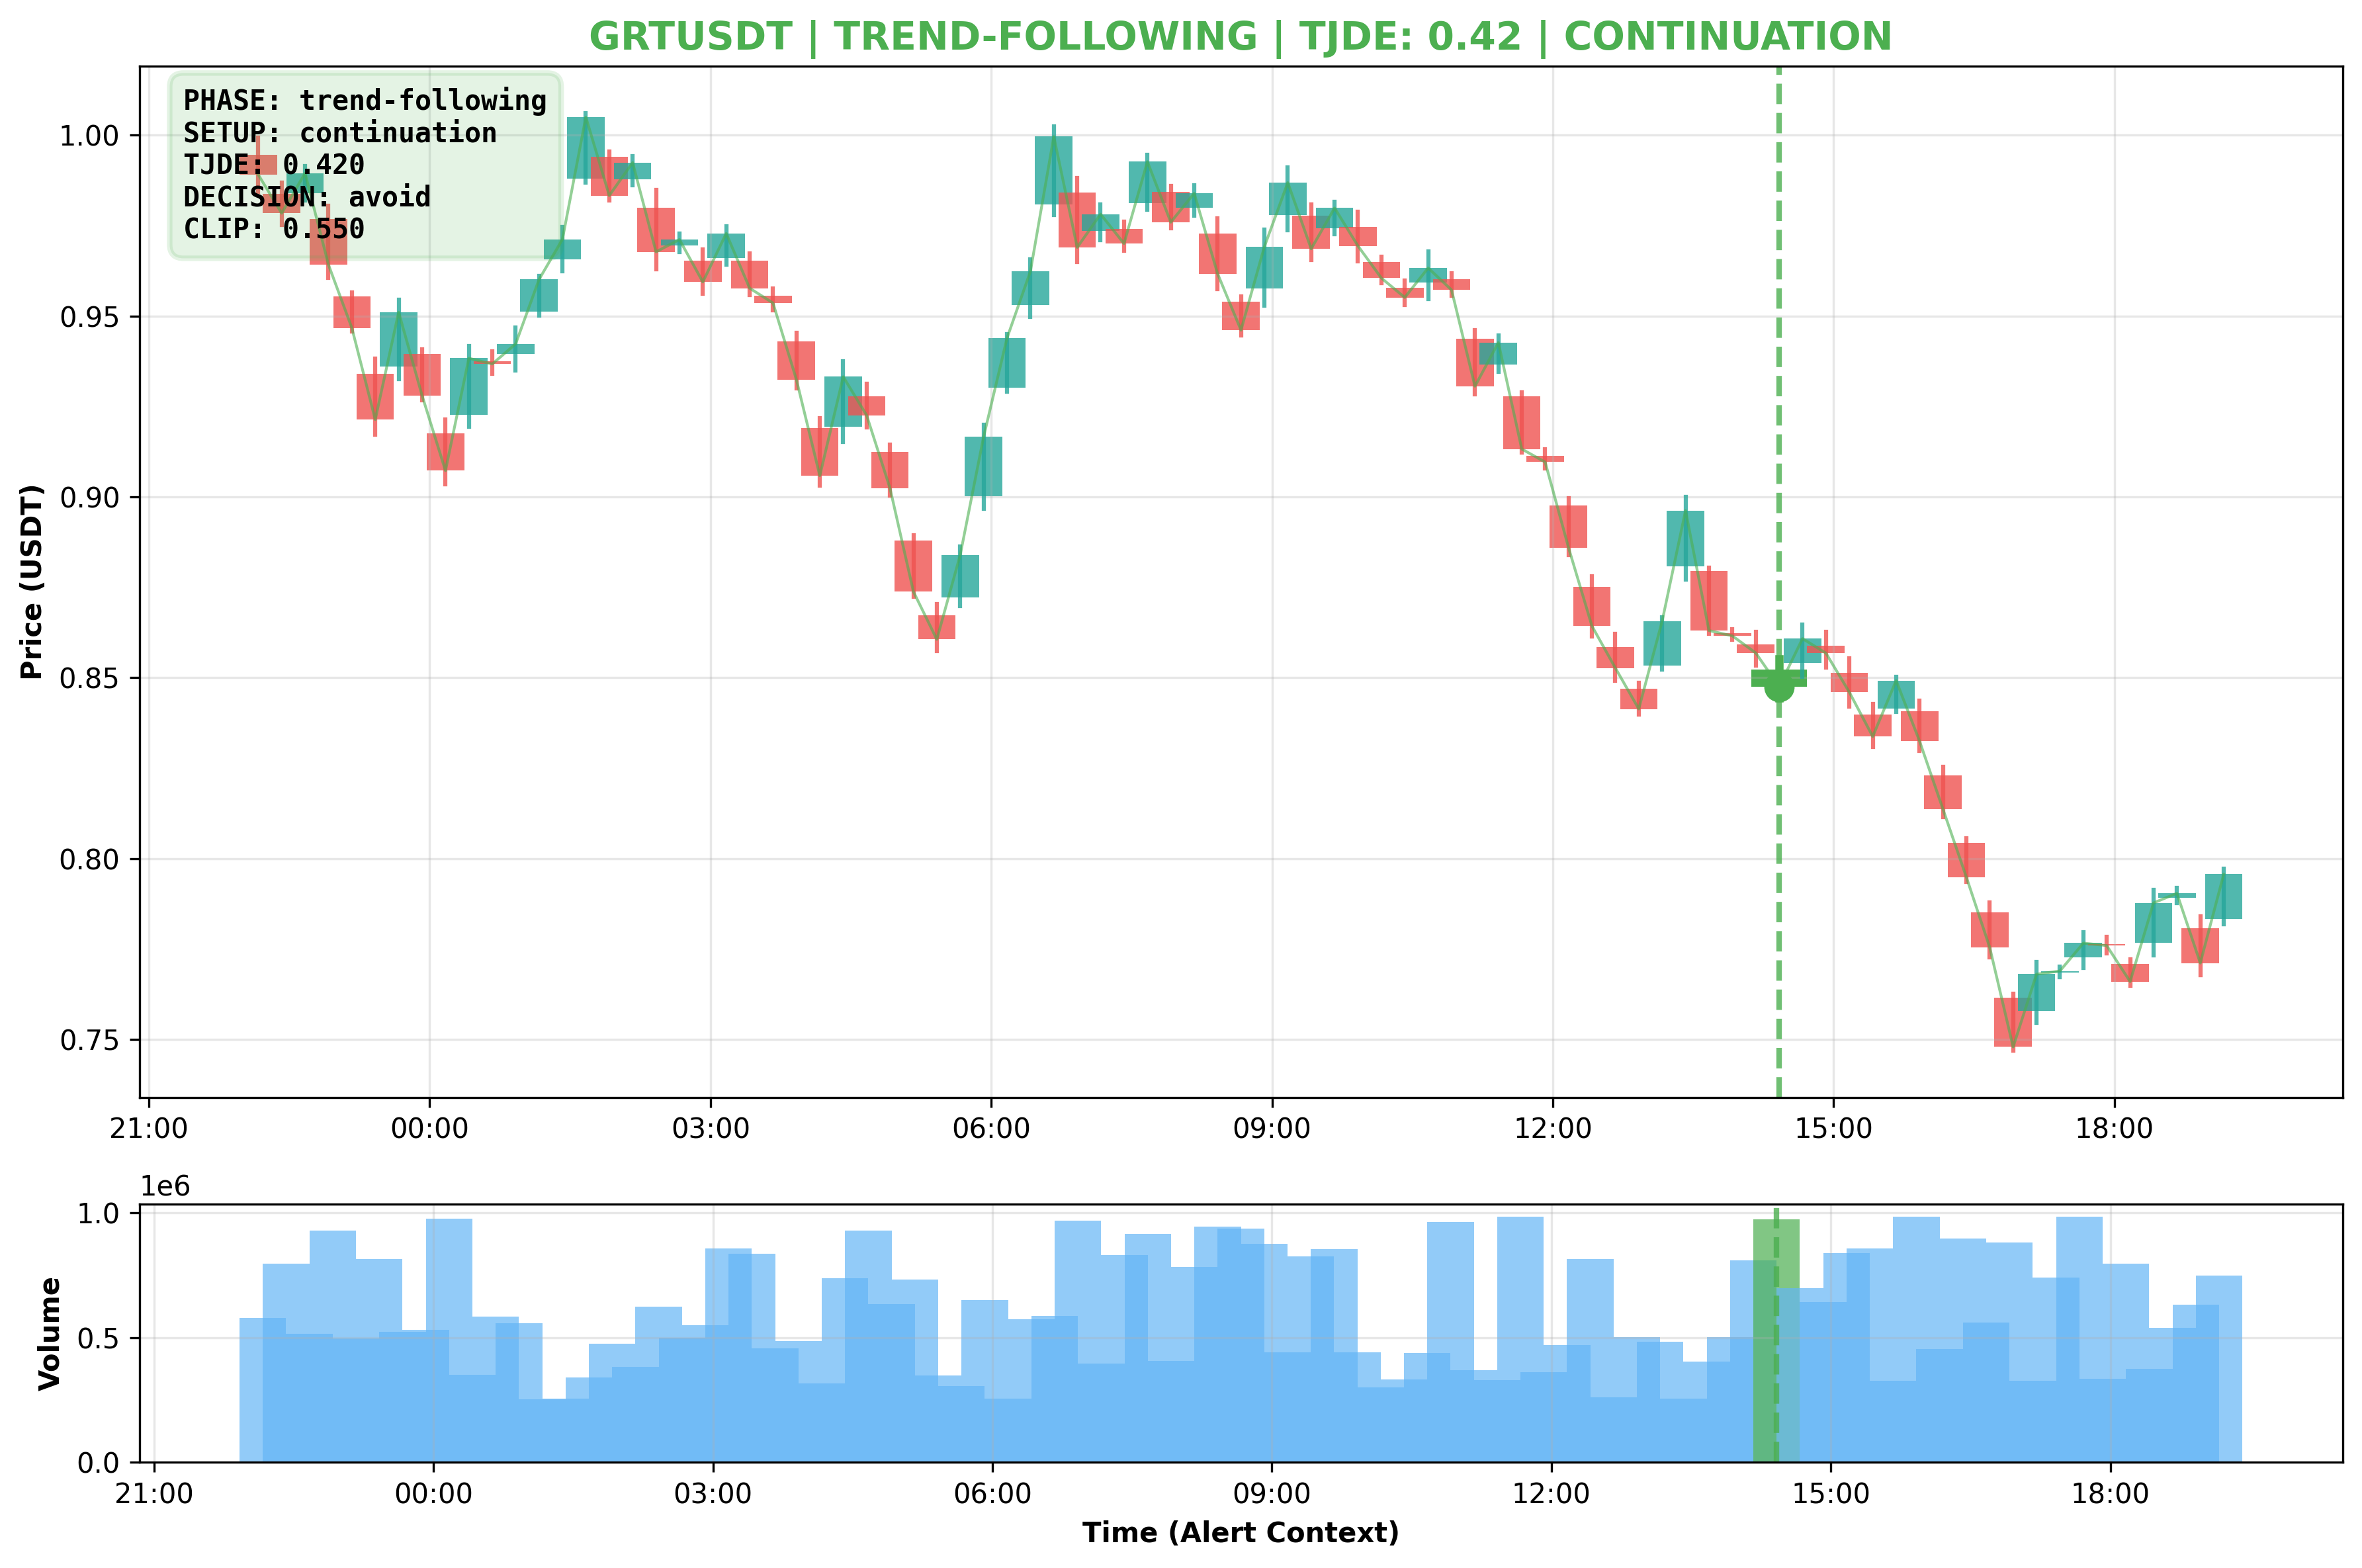 GRTUSDT | TREND-FOLLOWING | TJDE: 0.42 | CONTINUATION
PHASE: trend-following
SETUP: continuation
TJDE: 0.420
DECISION: avoid
CLIP: 0.550
Price (USDT)
1.00
0.95
0.90
0.85
0.80
0.75
21:00 00:00 03:00 06:00 09:00 12:00 15:00 18:00
1e6
Volume
1.0
0.5
0.0
21:00 00:00 03:00 06:00 09:00 12:00 15:00 18:00
Time (Alert Context)